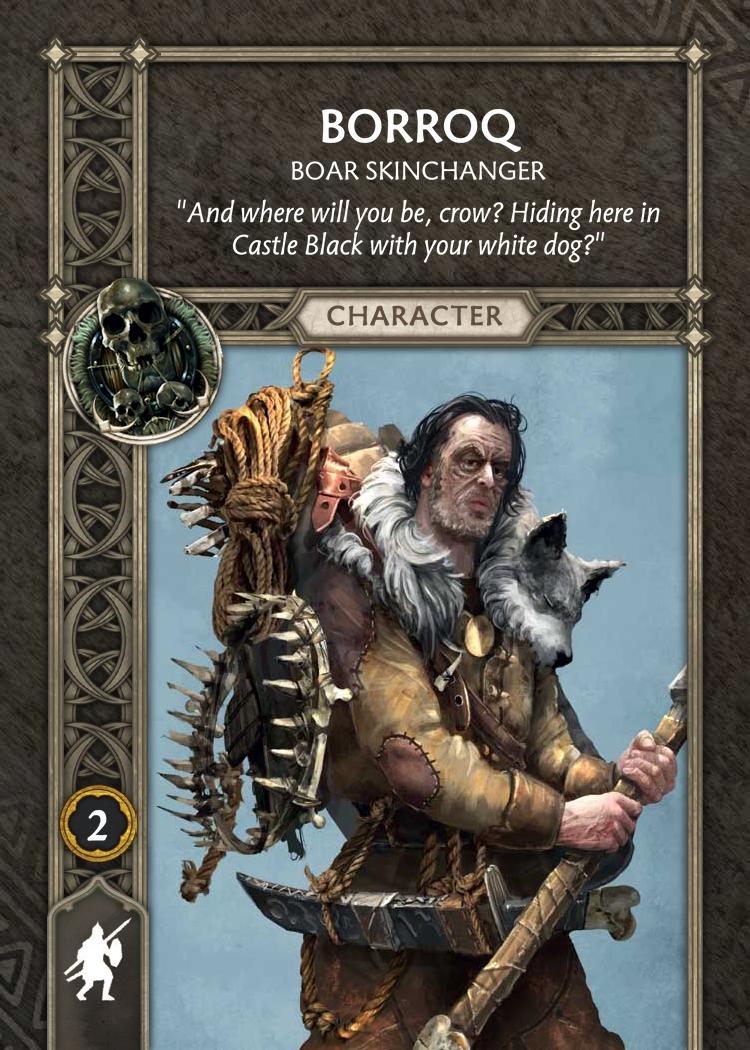 BORROQ
BOAR SKINCHANGER
"And where will you be, crow? Hiding here in
Castle Black with your white dog?"
CHARACTER
2